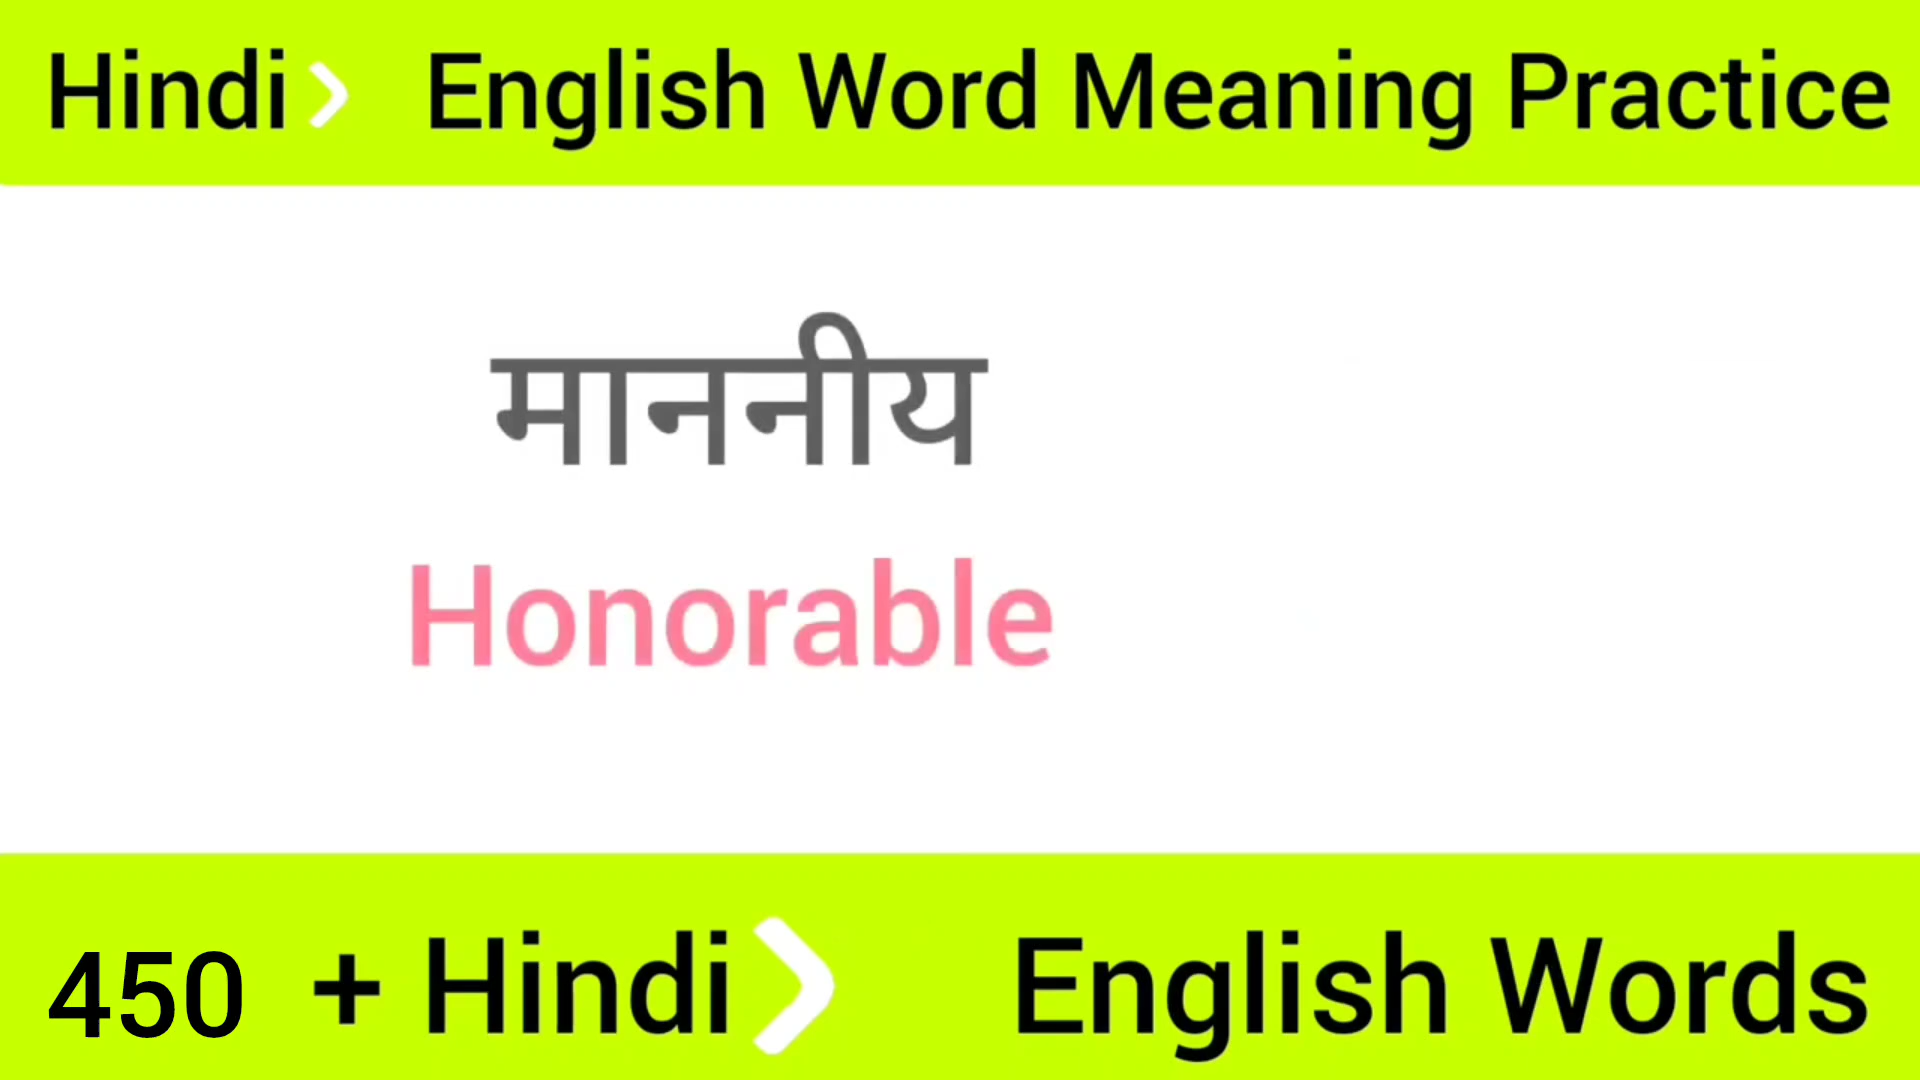 Hindi > English Word Meaning Practice
माननीय
Honorable
450 + Hindi > English Words